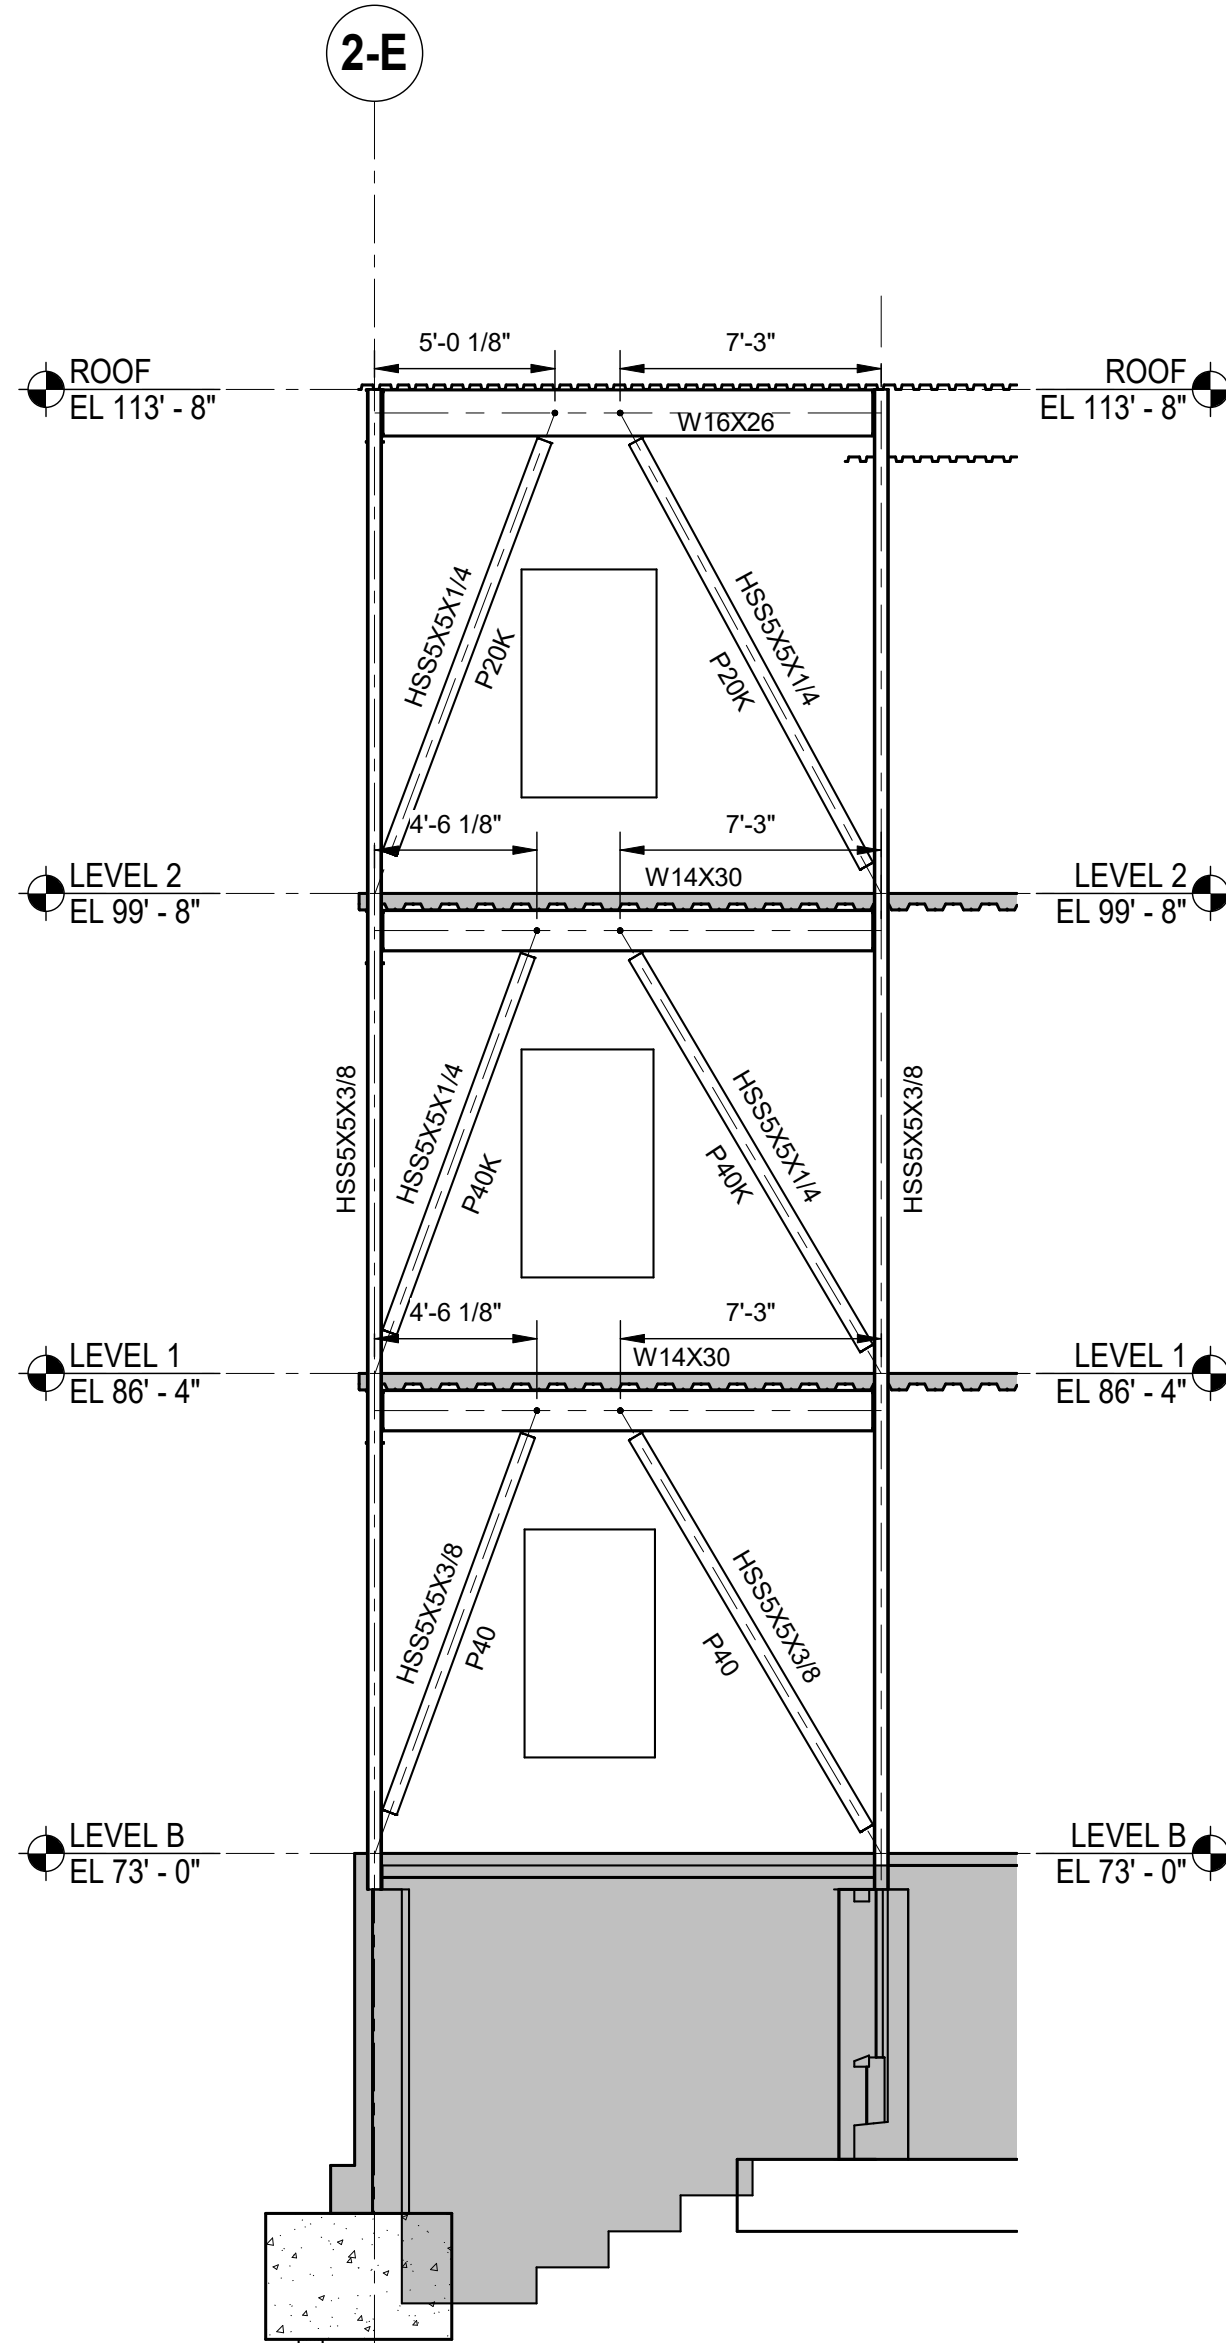 2-E
5'-0 1/8"
7'-3"
ROOF
EL 113' - 8"
ROOF
EL 113' - 8"
W16X26
HSS5X5X1/4
P20K
HSS5X5X1/4
P20K
4'-6 1/8"
7'-3"
LEVEL 2
EL 99' - 8"
W14X30
LEVEL 2
EL 99' - 8"
HSS5X5X3/8
HSS5X5X1/4
P40K
HSS5X5X1/4
P40K
HSS5X5X3/8
4'-6 1/8"
7'-3"
LEVEL 1
EL 86' - 4"
W14X30
LEVEL 1
EL 86' - 4"
HSS5X5X3/8
P40
HSS5X5X3/8
P40
LEVEL B
EL 73' - 0"
LEVEL B
EL 73' - 0"